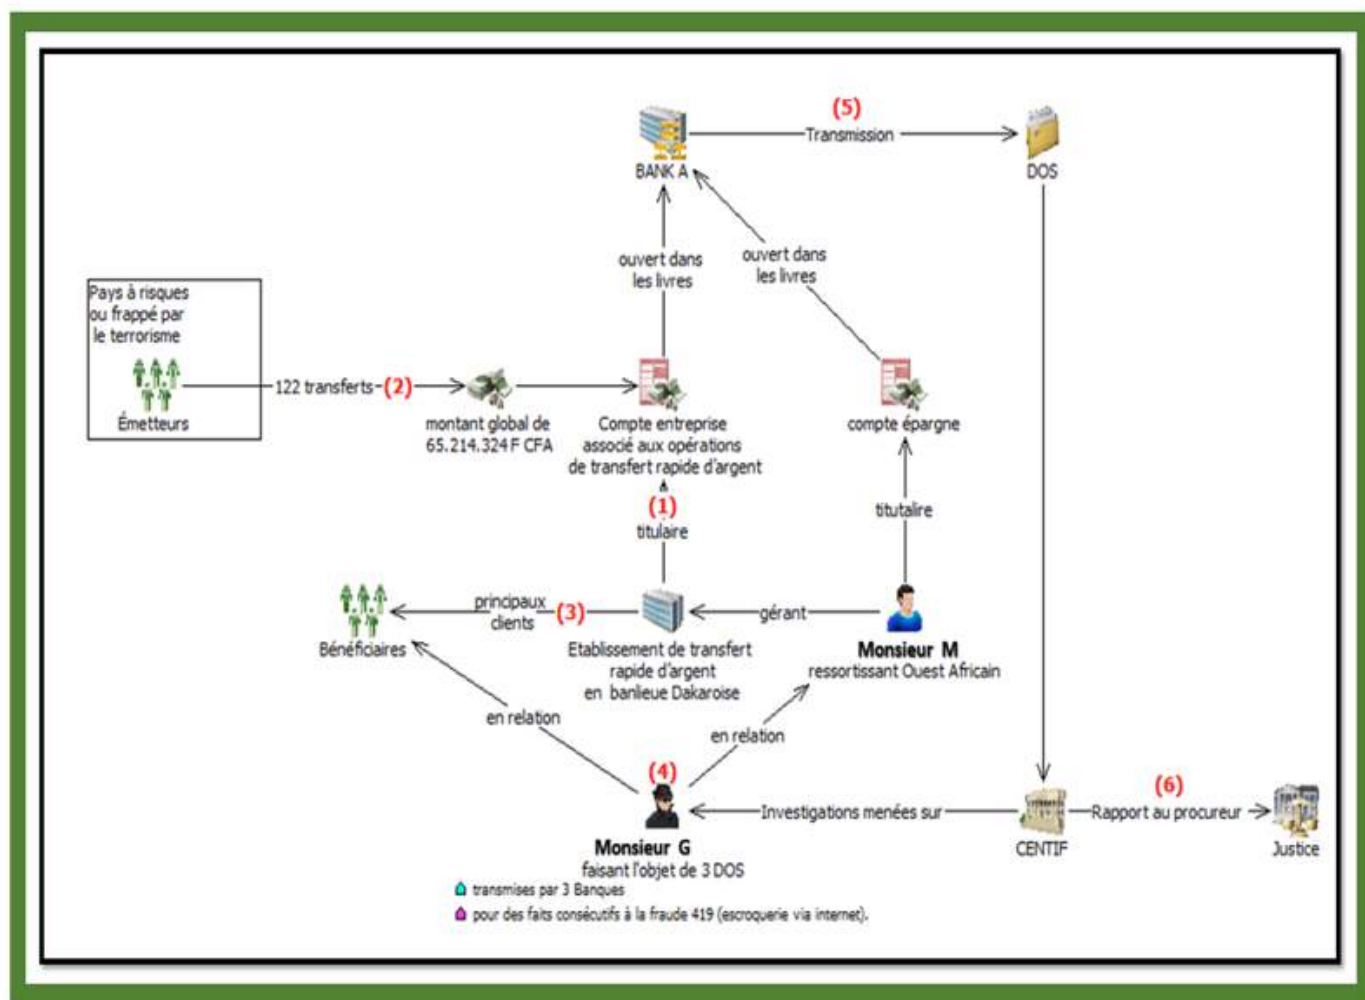 (5)
Transmission
BANK A
DOS
ouvert dans
les livres
ouvert dans
les livres
Pays à risques
ou frappé par
le terrorisme
Émetteurs
122 transferts
(2)
montant global de
65.214.324 F CFA
Compte entreprise
associé aux opérations
de transfert rapide d'argent
compte épargne
(1)
titulaire
titutalire
principaux
clients
(3)
gérant
Bénéficiaires
Etablissement de transfert
rapide d'argent
en banlieue Dakaroise
Monsieur M
ressortissant Ouest Africain
en relation
en relation
(4)
Investigations menées sur
(6)
Rapport au procureur
CENTIF
Justice
Monsieur G
faisant l'objet de 3 DOS
transmises par 3 Banques
pour des faits consécutifs à la fraude 419 (escroquerie via internet).